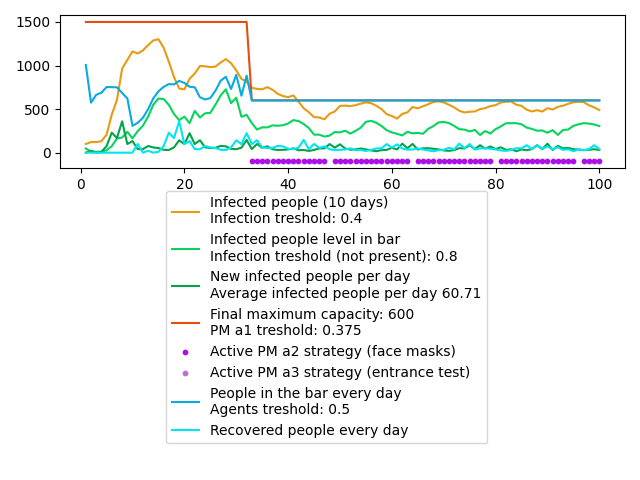 1500
1000
500
0
0
20
40
60
80
100
Infected people (10 days)
Infection treshold: 0.4
Infected people level in bar
Infection treshold (not present): 0.8
New infected people per day
Average infected people per day 60.71
Final maximum capacity: 600
PM a1 treshold: 0.375
Active PM a2 strategy (face masks)
Active PM a3 strategy (entrance test)
People in the bar every day
Agents treshold: 0.5
Recovered people every day